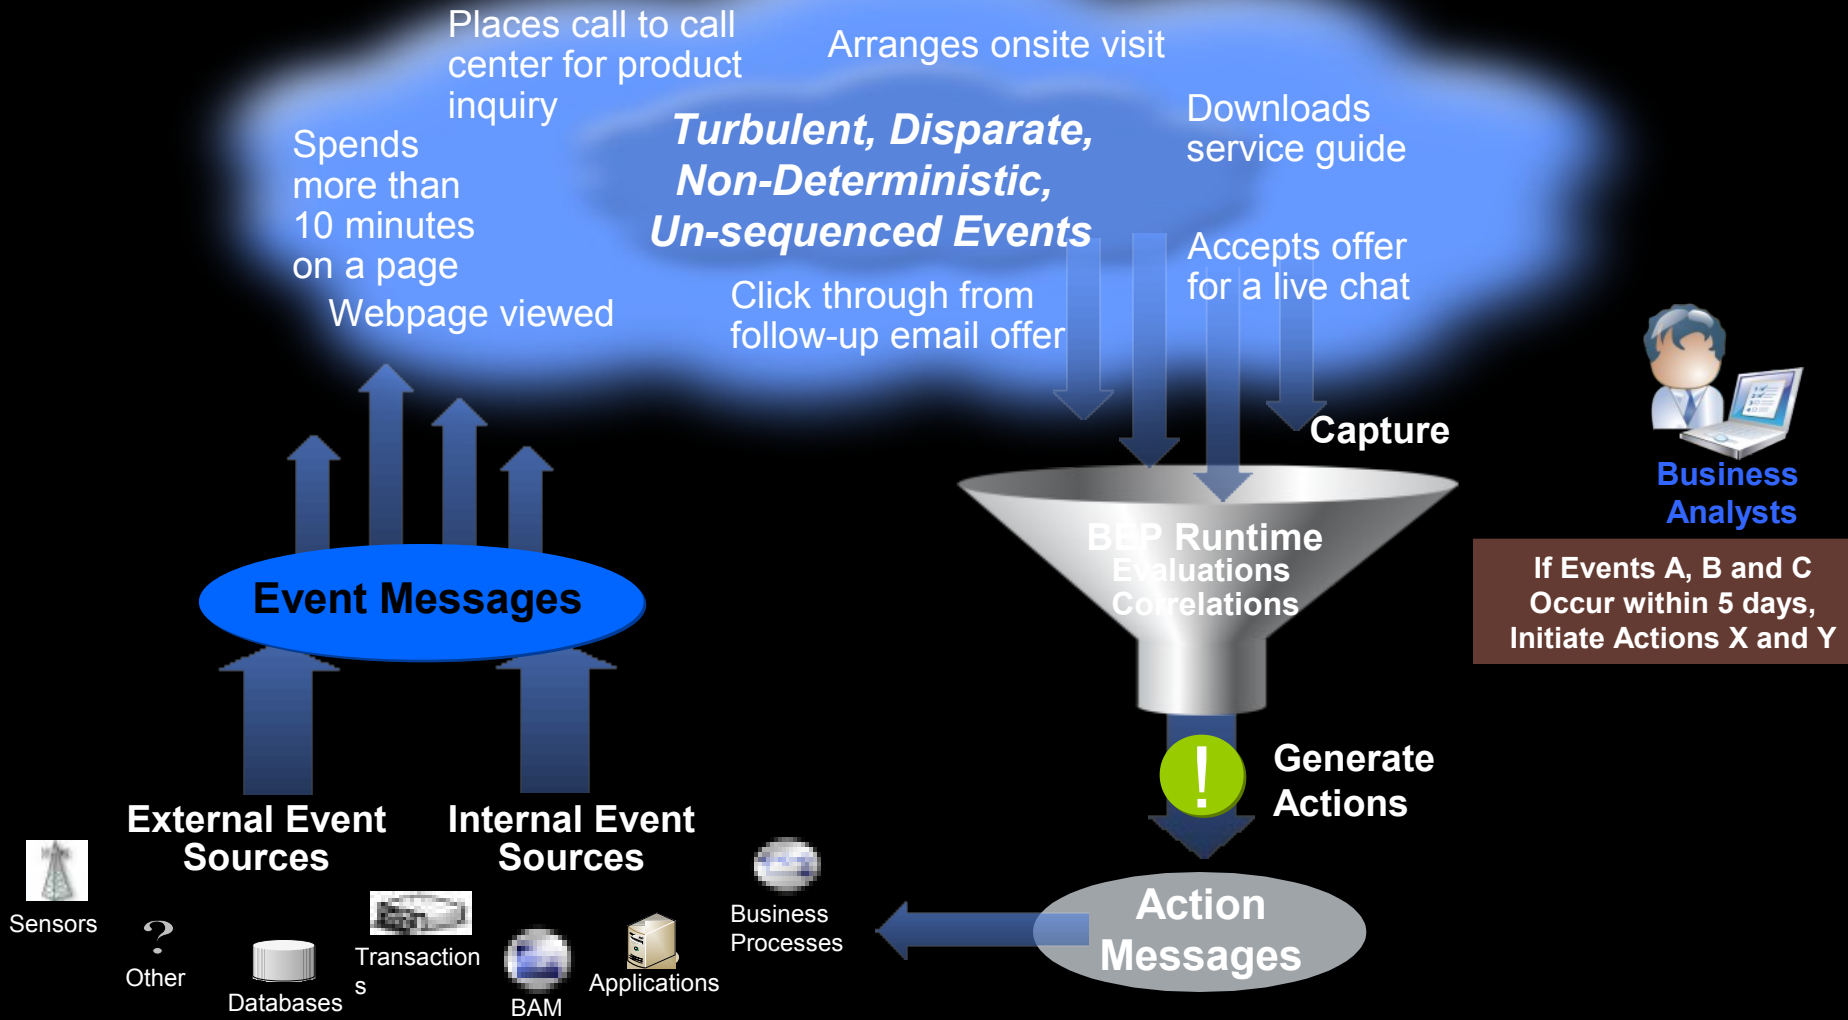 Places call to call
center for product
inquiry
Arranges onsite visit
Downloads
service guide
Turbulent, Disparate,
Non-Deterministic,
Un-sequenced Events
Spends
more than
10 minutes
on a page
Webpage viewed
Click through from
follow-up email offer
Accepts offer
for a live chat
Capture
Business
Analysts
If Events A, B and C
Occur within 5 days,
Initiate Actions X and Y
BEP Runtime
Evaluations
Correlations
Event Messages
!
Generate
Actions
External Event
Sources
Internal Event
Sources
Action
Messages
Sensors
?
Other
Databases
Transaction
s
BAM
Applications
Business
Processes